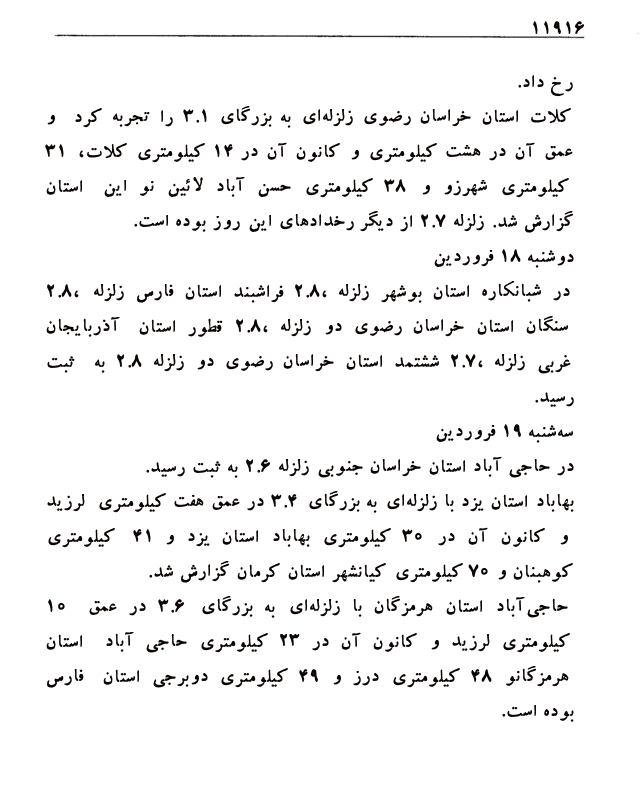 ۱۱۹۱۶
رخ داد.
کلات استان خراسان رضوی زلزله‌ای به بزرگای ۳.۱ را تجربه کرد و
عمق آن در هشت کیلومتری و کانون آن در ۱۴ کیلومتری کلات، ۳۱
کیلومتری شهرزو و ۳۸ کیلومتری حسن آباد لائین نو این استان
گزارش شد. زلزله ۲.۷ از دیگر رخدادهای این روز بوده است.
دوشنبه ۱۸ فروردین
در شبانکاره استان بوشهر زلزله ،۲.۸ فراشبند استان فارس زلزله ،۲.۸
سنگان استان خراسان رضوی دو زلزله ،۲.۸ قطور استان آذربایجان
غربی زلزله ،۲.۷ ششتمد استان خراسان رضوی دو زلزله ۲.۸ به ثبت
رسید.
سه‌شنبه ۱۹ فروردین
در حاجی آباد استان خراسان جنوبی زلزله ۲.۶ به ثبت رسید.
بهاباد استان یزد با زلزله‌ای به بزرگای ۳.۴ در عمق هفت کیلومتری لرزید
و کانون آن در ۳۰ کیلومتری بهاباد استان یزد و ۴۱ کیلومتری
کوهبنان و ۷۰ کیلومتری کیانشهر استان کرمان گزارش شد.
حاجی‌آباد استان هرمزگان با زلزله‌ای به بزرگای ۳.۶ در عمق ۱۰
کیلومتری لرزید و کانون آن در ۲۳ کیلومتری حاجی آباد استان
هرمزگانو ۴۸ کیلومتری درز و ۴۹ کیلومتری دوبرجی استان فارس
بوده است.